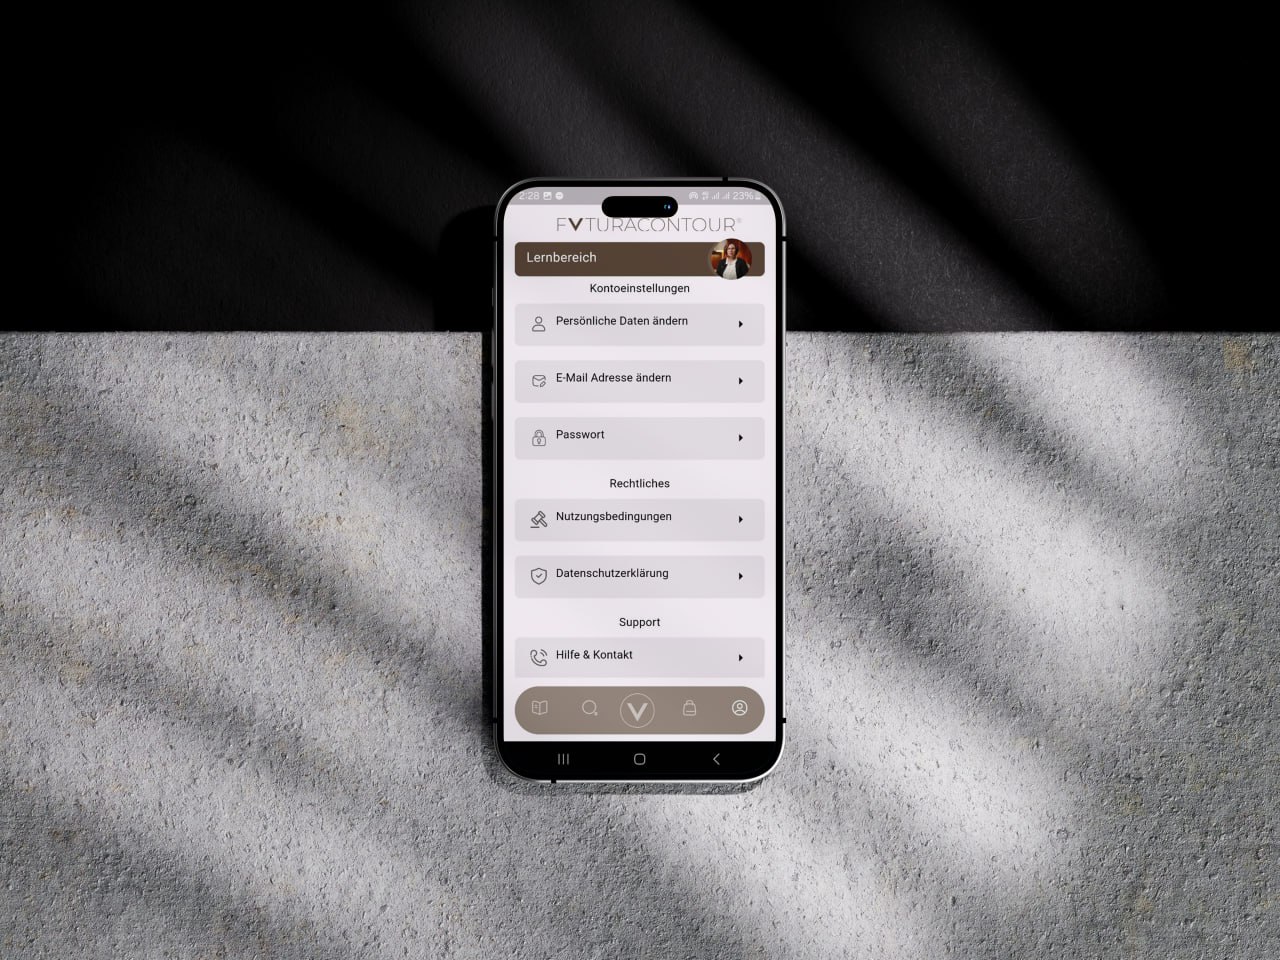 2:28 23%
FVTURACONTOUR®
Lernbereich
Kontoeinstellungen
Persönliche Daten ändern
E-Mail Adresse ändern
Passwort
Rechtliches
Nutzungsbedingungen
Datenschutzerklärung
Support
Hilfe & Kontakt